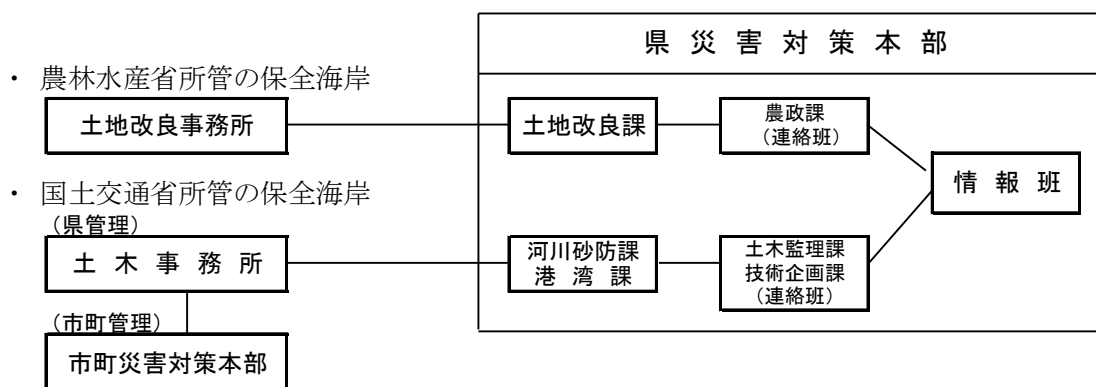 県災害対策本部
・ 農林水産省所管の保全海岸
土地改良事務所
土地改良課
農政課
（連絡班）
情報班
・ 国土交通省所管の保全海岸
（県管理）
土木事務所
河川砂防課
港湾課
土木監理課
技術企画課
（連絡班）
（市町管理）
市町災害対策本部